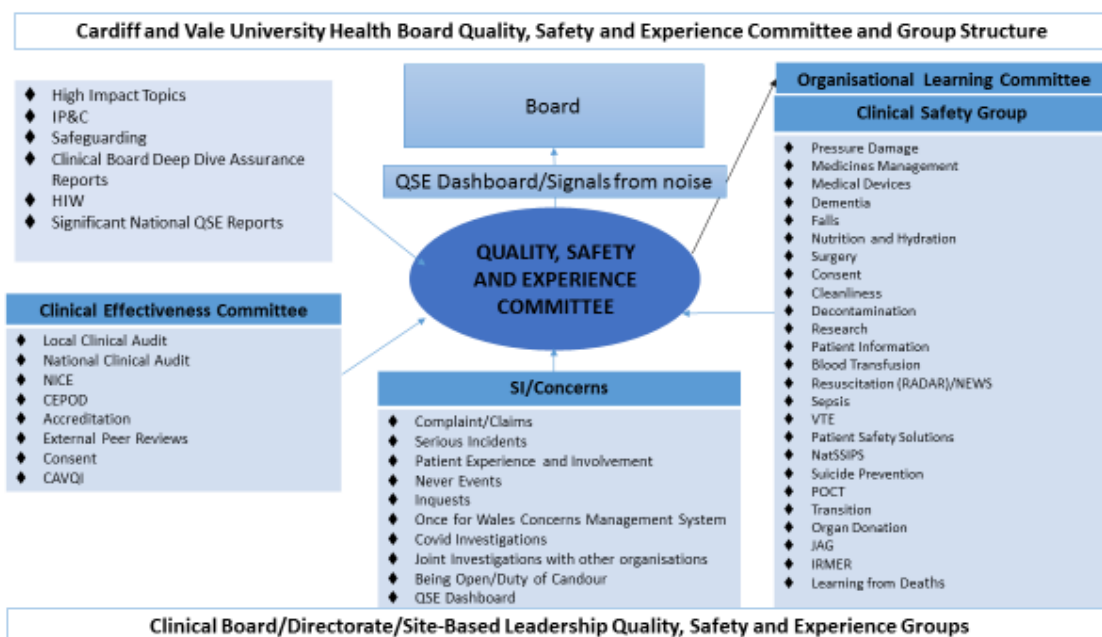 Cardiff and Vale University Health Board Quality, Safety and Experience Committee and Group Structure
High Impact Topics
IP&C
Safeguarding
Clinical Board Deep Dive Assurance
Reports
HIW
Significant National QSE Reports
Board
QSE Dashboard/Signals from noise
QUALITY, SAFETY
AND EXPERIENCE
COMMITTEE
Clinical Effectiveness Committee
Local Clinical Audit
National Clinical Audit
NICE
CEPOD
Accreditation
External Peer Reviews
Consent
CAVQI
SI/Concerns
Complaint/Claims
Serious Incidents
Patient Experience and Involvement
Never Events
Inquests
Once for Wales Concerns Management System
Covid Investigations
Joint Investigations with other organisations
Being Open/Duty of Candour
QSE Dashboard
Organisational Learning Committee
Clinical Safety Group
Pressure Damage
Medicines Management
Medical Devices
Dementia
Falls
Nutrition and Hydration
Surgery
Consent
Cleanliness
Decontamination
Research
Patient Information
Blood Transfusion
Resuscitation (RADAR)/NEWS
Sepsis
VTE
Patient Safety Solutions
NatSSIPS
Suicide Prevention
POCT
Transition
Organ Donation
JAG
IRMER
Learning from Deaths
Clinical Board/Directorate/Site-Based Leadership Quality, Safety and Experience Groups